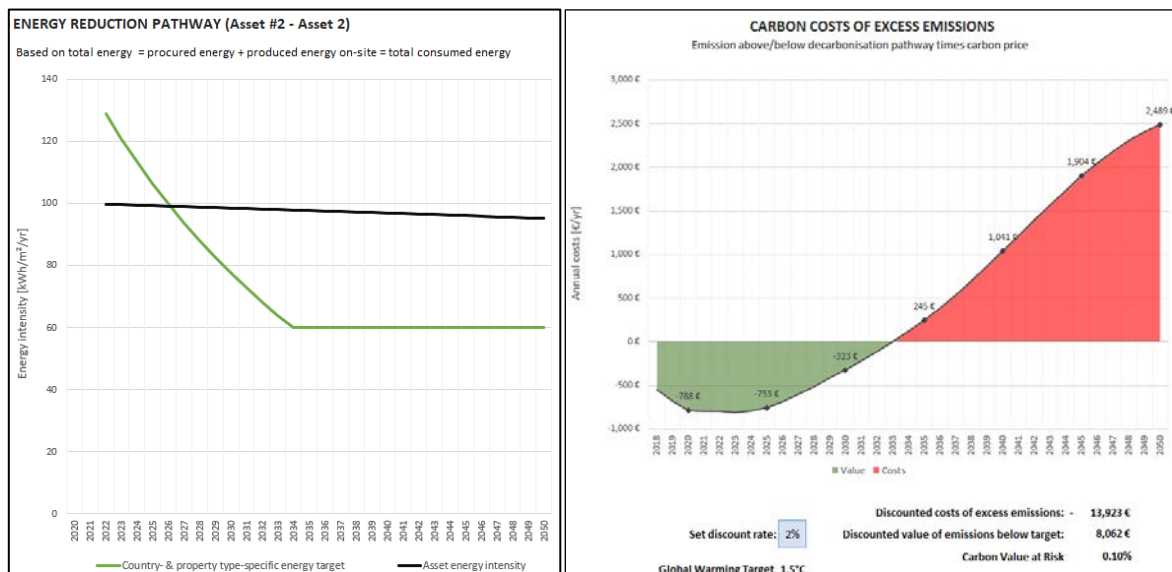 ENERGY REDUCTION PATHWAY (Asset #2 - Asset 2)
Based on total energy = procured energy + produced energy on-site = total consumed energy
Energy intensity [kWh/m²/yr]
140
120
100
80
60
40
20
0
2020 2021 2022 2023 2024 2025 2026 2027 2028 2029 2030 2031 2032 2033 2034 2035 2036 2037 2038 2039 2040 2041 2042 2043 2044 2045 2046 2047 2048 2049 2050
Country- & property type-specific energy target Asset energy intensity
CARBON COSTS OF EXCESS EMISSIONS
Emission above/below decarbonisation pathway times carbon price
Annual costs [€/yr]
3,000 €
2,500 €
2,000 €
1,500 €
1,000 €
500 €
0 €
-500 €
-1,000 €
-788 €
-753 €
-323 €
245 €
1,041 €
1,904 €
2,489 €
2018 2019 2020 2021 2022 2023 2024 2025 2026 2027 2028 2029 2030 2031 2032 2033 2034 2035 2036 2037 2038 2039 2040 2041 2042 2043 2044 2045 2046 2047 2048 2049 2050
Value Costs
Discounted costs of excess emissions: - 13,923 €
Set discount rate: 2% Discounted value of emissions below target: 8,062 €
Carbon Value at Risk 0.10%
Global Warming Target 1.5°C